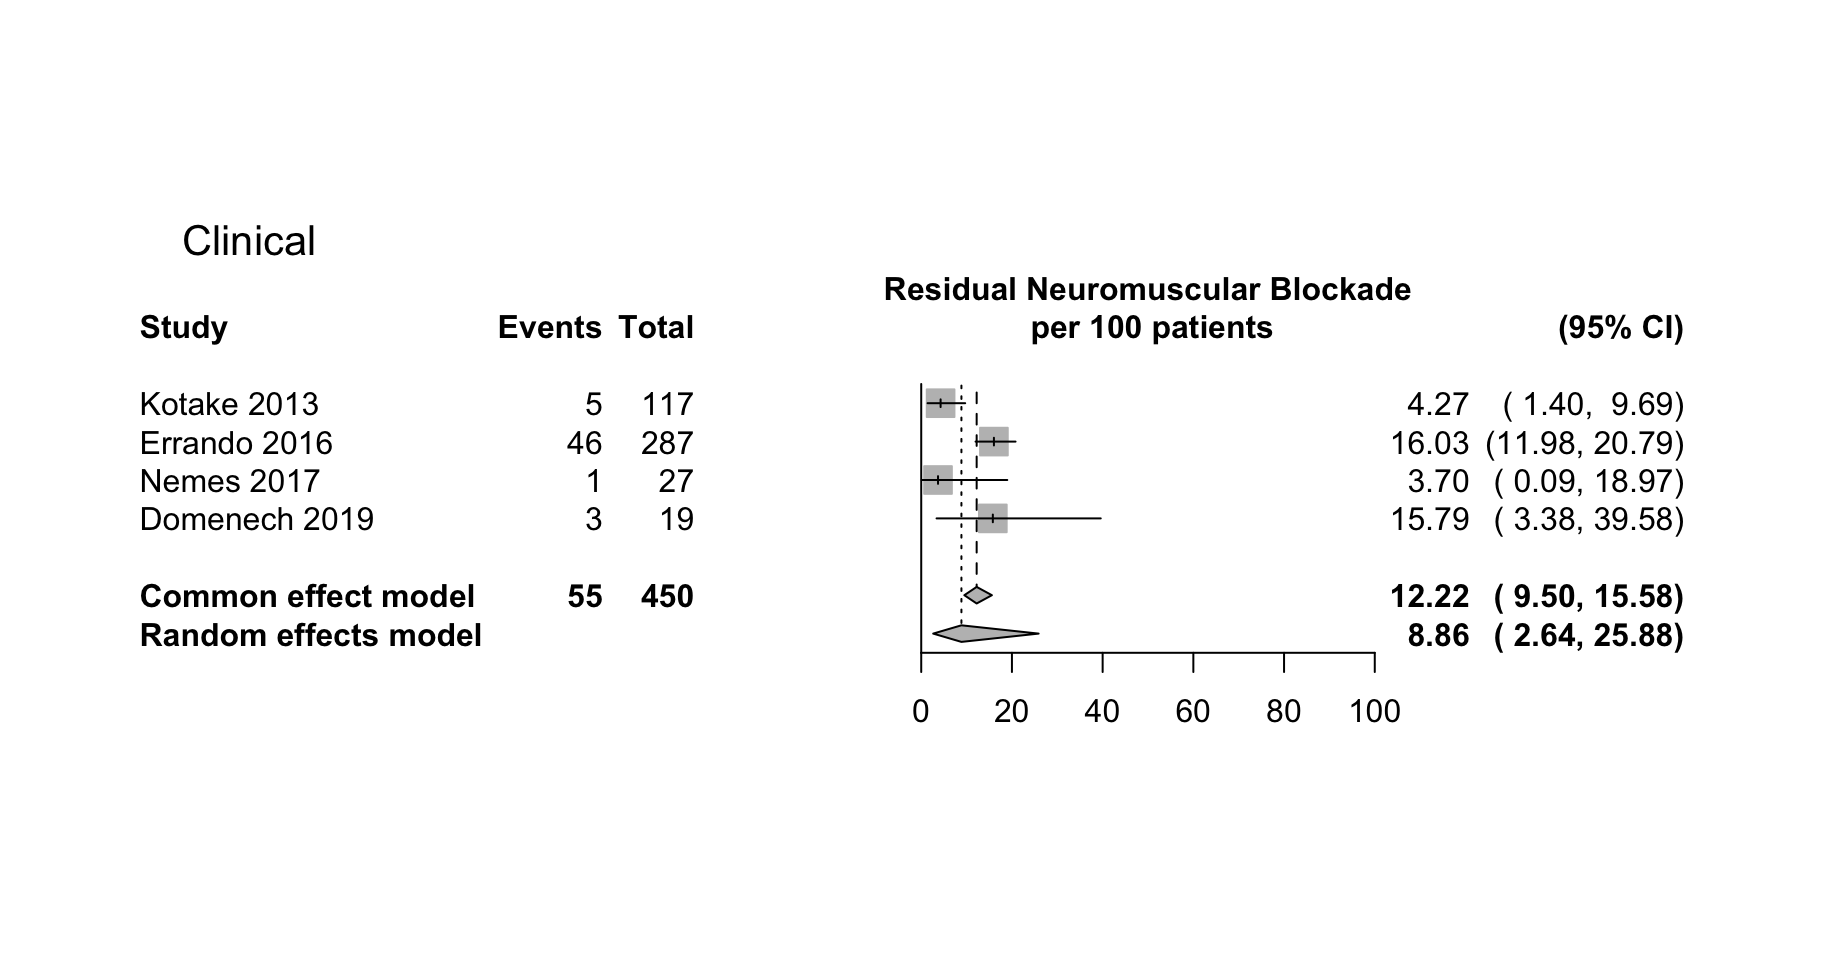 Clinical
Residual Neuromuscular Blockade
Study Events Total per 100 patients (95% CI)
Kotake 2013 5 117 4.27 ( 1.40, 9.69)
Errando 2016 46 287 16.03 (11.98, 20.79)
Nemes 2017 1 27 3.70 ( 0.09, 18.97)
Domenech 2019 3 19 15.79 ( 3.38, 39.58)
Common effect model 55 450 12.22 ( 9.50, 15.58)
Random effects model 8.86 ( 2.64, 25.88)
0 20 40 60 80 100